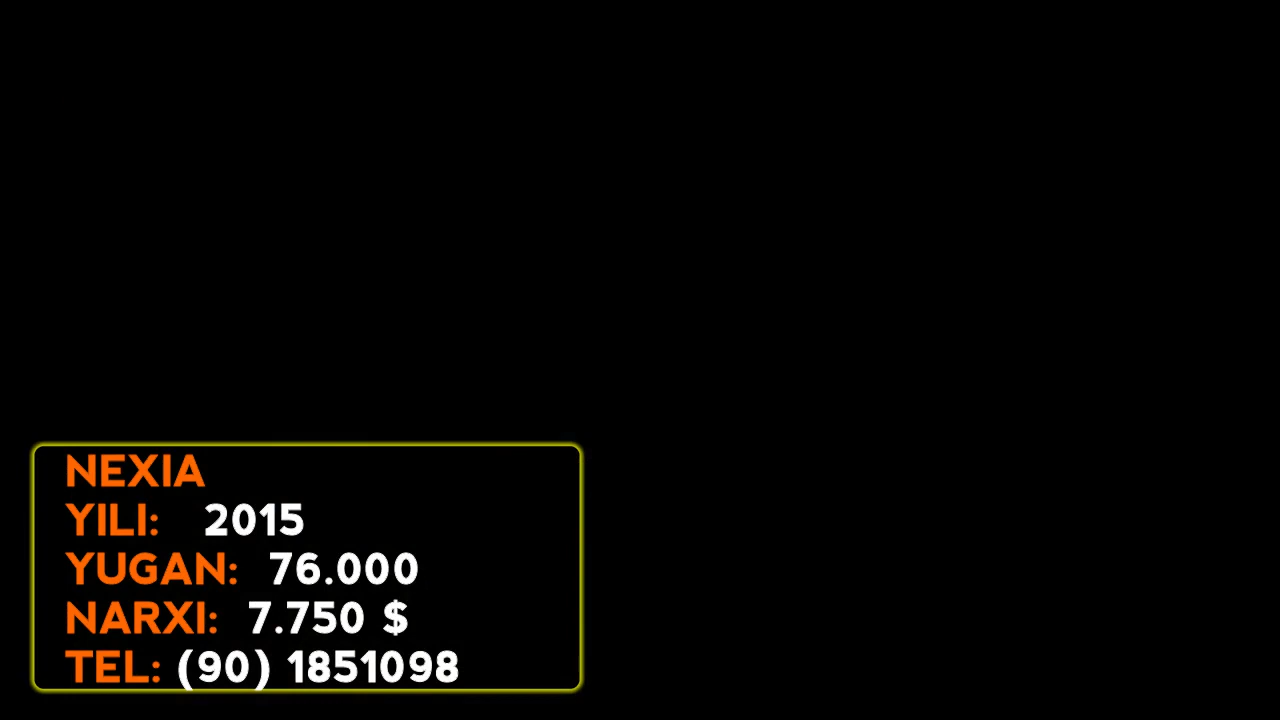 NEXIA
YILI: 2015
YUGAN: 76.000
NARXI: 7.750 $
TEL: (90) 1851098